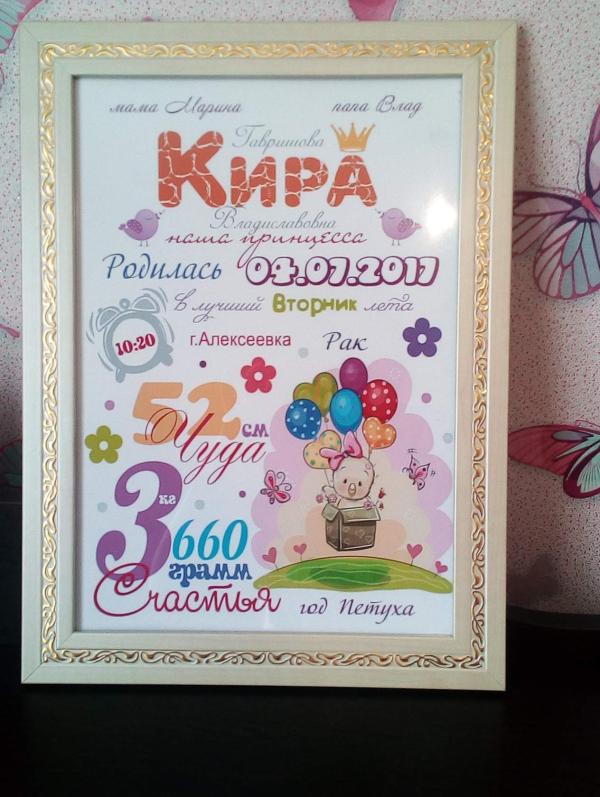 мама Марина папа Влад
Гавришова
Кира
Владиславовна
наша принцесса
Родилась 04.07.2017
в лучший Вторник лета
10:20
г.Алексеевка Рак
52 см
Чуда
3 кг
660
грамм
Счастья
год Петуха